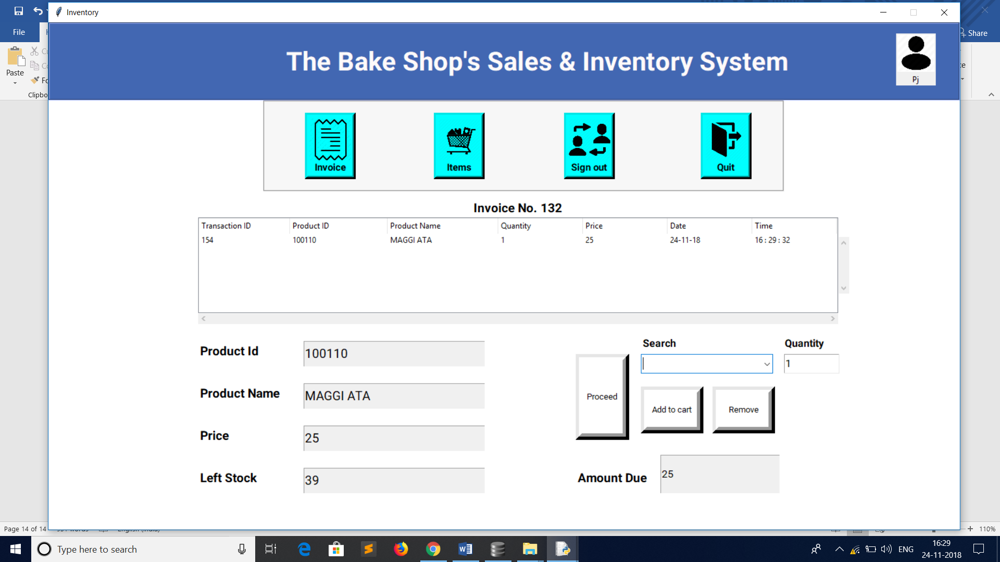 Inventory
File
Share
The Bake Shop's Sales & Inventory System
Pj
Paste
Clipbo
Invoice
Items
Sign out
Quit
Invoice No. 132
Transaction ID Product ID Product Name Quantity Price Date Time
154 100110 MAGGI ATA 1 25 24-11-18 16 : 29 : 32
Search Quantity
Product Id 100110
1
Product Name MAGGI ATA
Proceed
Add to cart
Remove
Price 25
Left Stock 39
Amount Due 25
Page 14 of 14
110%
Type here to search
ENG
16:29
24-11-2018